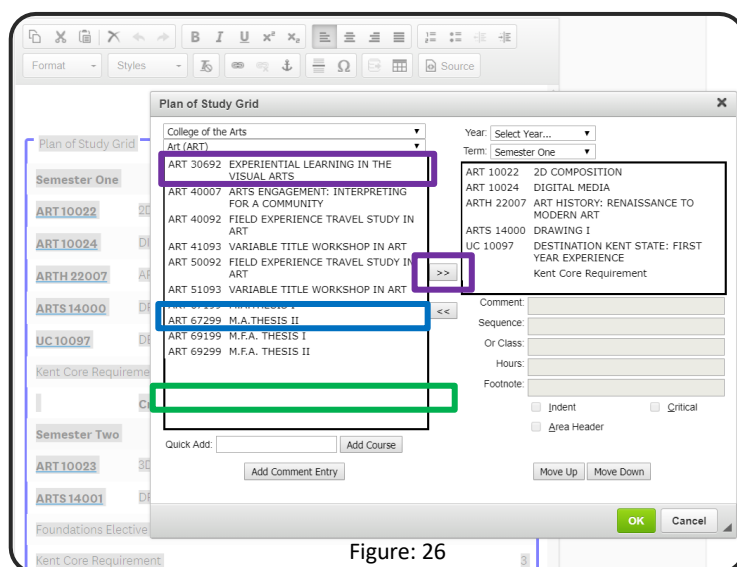 B I U x² x₂
Format Styles Ω Source
Plan of Study Grid
College of the Arts
Art (ART)
Year: Select Year...
Term: Semester One
ART 30692 EXPERIENTIAL LEARNING IN THE
VISUAL ARTS
ART 40007 ARTS ENGAGEMENT: INTERPRETING
FOR A COMMUNITY
ART 40092 FIELD EXPERIENCE TRAVEL STUDY IN
ART
ART 41093 VARIABLE TITLE WORKSHOP IN ART
ART 50092 FIELD EXPERIENCE TRAVEL STUDY IN
ART
ART 51093 VARIABLE TITLE WORKSHOP IN ART
ART 67299 M.A.THESIS II
ART 69199 M.F.A. THESIS I
ART 69299 M.F.A. THESIS II
>>
<<
ART 10022 2D COMPOSITION
ART 10024 DIGITAL MEDIA
ARTH 22007 ART HISTORY: RENAISSANCE TO
MODERN ART
ARTS 14000 DRAWING I
UC 10097 DESTINATION KENT STATE: FIRST
YEAR EXPERIENCE
Kent Core Requirement
Comment:
Sequence:
Or Class:
Hours:
Footnote:
Indent Critical
Area Header
Quick Add: Add Course
Add Comment Entry
Move Up Move Down
OK Cancel
Plan of Study Grid
Semester One
ART 10022 2D
ART 10024 DI
ARTH 22007
ARTS 14000
UC 10097
Kent Core Requireme
Semester Two
ART 10023 3D
ARTS 14001
Foundations Elective
Kent Core Requirement 3
Figure: 26